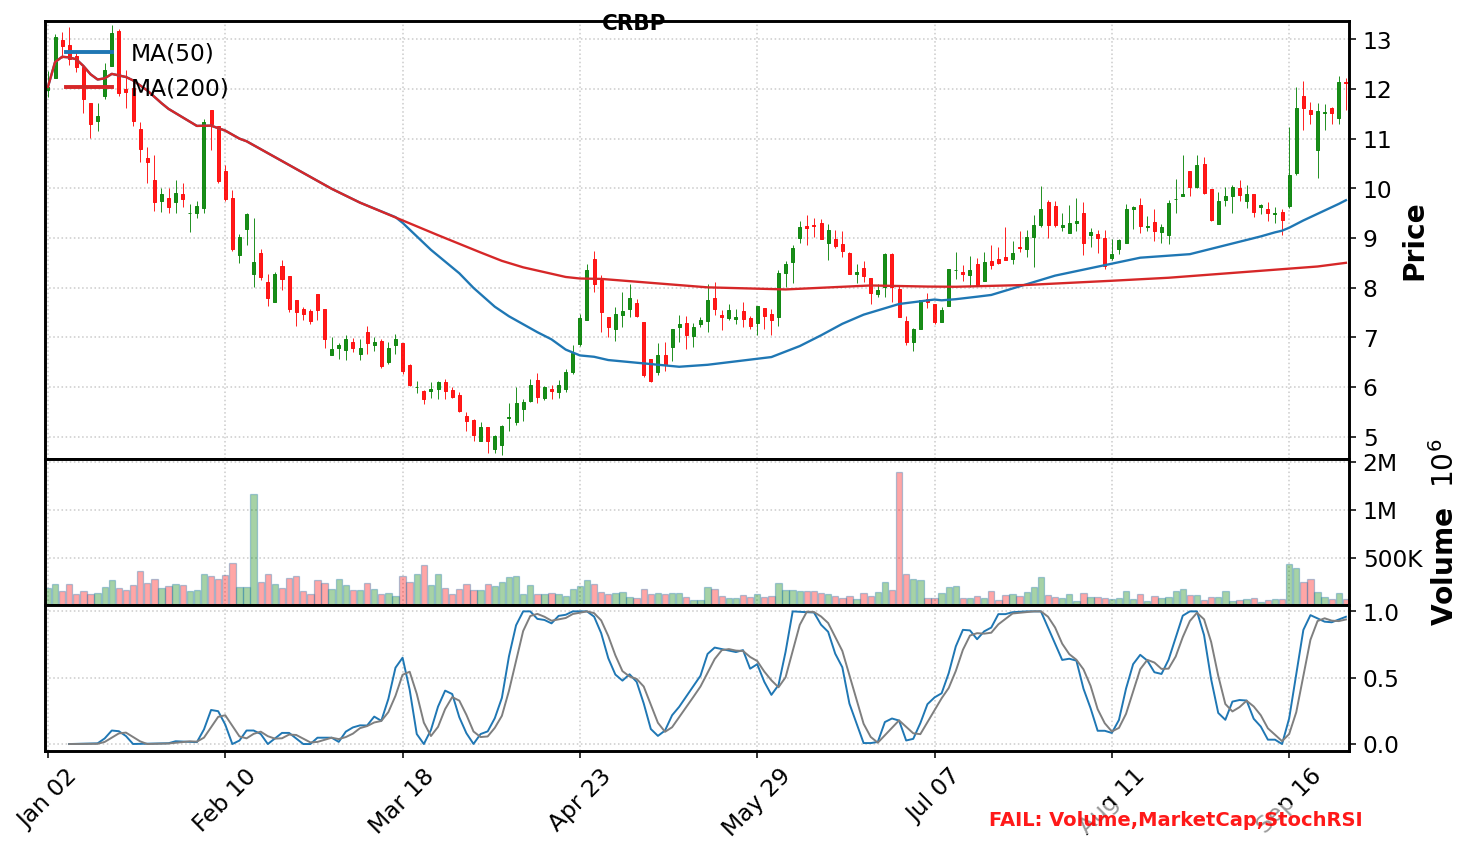 CRBP
MA(50)
MA(200)
13
12
11
10
9
8
7
6
5
Price
2M
1M
500K
Volume 10⁶
1.0
0.5
0.0
Jan 02
Feb 10
Mar 18
Apr 23
May 29
Jul 07
Aug 11
Sep 16
FAIL: Volume,MarketCap,StochRSI